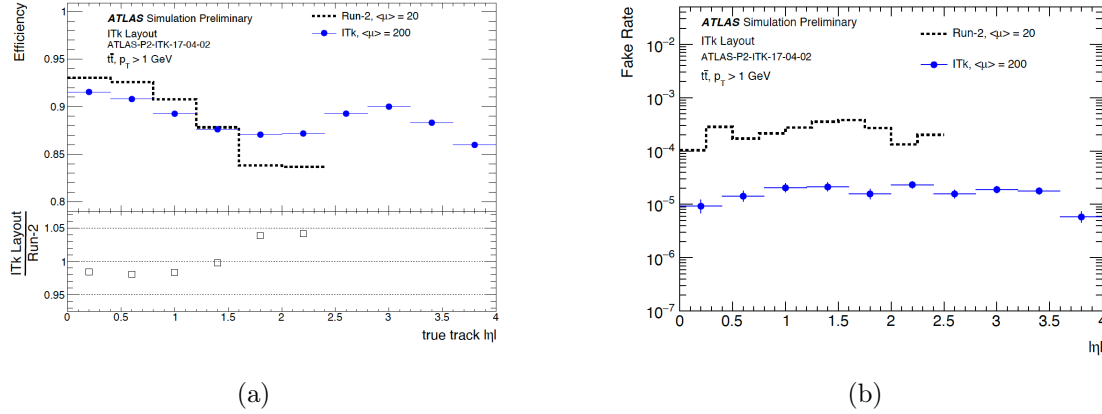 Efficiency
1.1
1.05
1
0.95
0.9
0.85
0.8
ATLAS Simulation Preliminary
ITk Layout
ATLAS-P2-ITK-17-04-02
tt̄, pT > 1 GeV
Run-2, <μ> = 20
ITk, <μ> = 200
ITk Layout
Run-2
1.05
1
0.95
0 0.5 1 1.5 2 2.5 3 3.5 4
true track |η|
(a)
Fake Rate
10⁻²
10⁻³
10⁻⁴
10⁻⁵
10⁻⁶
10⁻⁷
ATLAS Simulation Preliminary
ITk Layout
ATLAS-P2-ITK-17-04-02
tt̄, pT > 1 GeV
Run-2, <μ> = 20
ITk, <μ> = 200
0 0.5 1 1.5 2 2.5 3 3.5 4
|η|
(b)